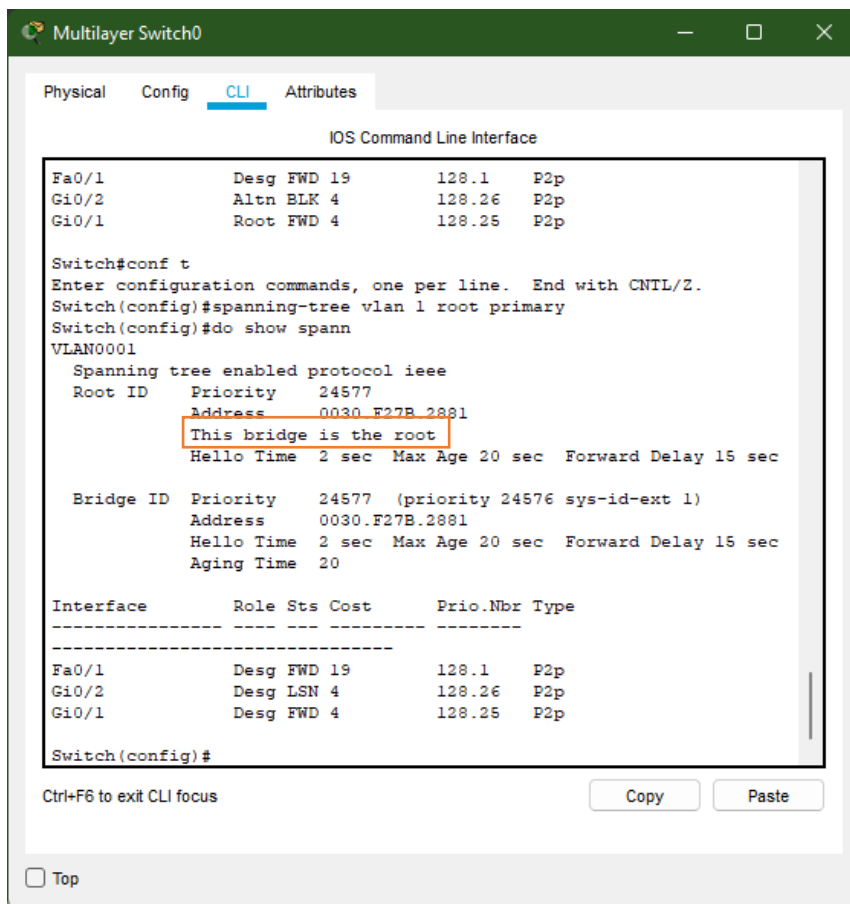 Multilayer Switch0
Physical Config CLI Attributes
IOS Command Line Interface
Fa0/1 Desg FWD 19 128.1 P2p
Gi0/2 Altn BLK 4 128.26 P2p
Gi0/1 Root FWD 4 128.25 P2p
Switch#conf t
Enter configuration commands, one per line. End with CNTL/Z.
Switch(config)#spanning-tree vlan 1 root primary
Switch(config)#do show spann
VLAN0001
Spanning tree enabled protocol ieee
Root ID Priority 24577
Address 0030.F27B.2881
This bridge is the root
Hello Time 2 sec Max Age 20 sec Forward Delay 15 sec
Bridge ID Priority 24577 (priority 24576 sys-id-ext 1)
Address 0030.F27B.2881
Hello Time 2 sec Max Age 20 sec Forward Delay 15 sec
Aging Time 20
Interface Role Sts Cost Prio.Nbr Type
---------------- ---- --- --------- --------
--------------------------------
Fa0/1 Desg FWD 19 128.1 P2p
Gi0/2 Desg LSN 4 128.26 P2p
Gi0/1 Desg FWD 4 128.25 P2p
Switch(config)#
Ctrl+F6 to exit CLI focus
Copy
Paste
Top